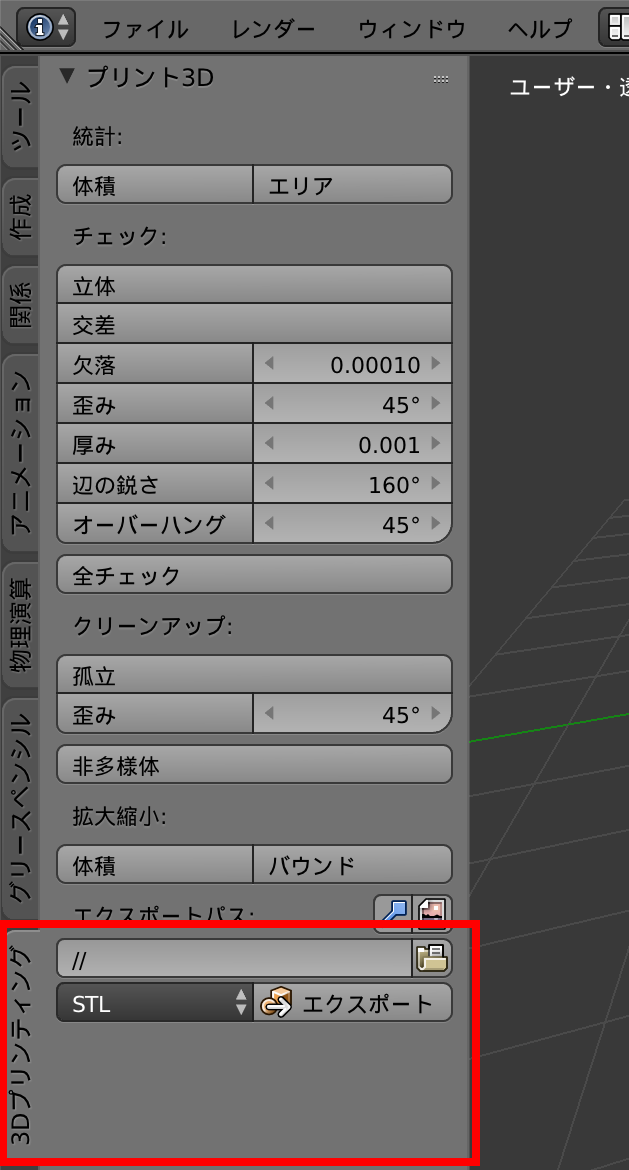 ファイル レンダー ウィンドウ ヘルプ
ツール
作成
関係
アニメーション
物理演算
グリースペンシル
3Dプリンティング
プリント3D
統計:
体積 エリア
チェック:
立体
交差
欠落 0.00010
歪み 45°
厚み 0.001
辺の鋭さ 160°
オーバーハング 45°
全チェック
クリーンアップ:
孤立
歪み 45°
非多様体
拡大縮小:
体積 バウンド
エクスポートパス:
//
STL エクスポート
ユーザー・透